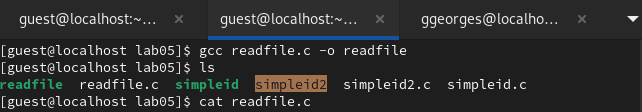 guest@localhost:~... × guest@localhost:~... × ggeorges@localho... ×
[guest@localhost lab05]$ gcc readfile.c -o readfile
[guest@localhost lab05]$ ls
readfile readfile.c simpleid simpleid2 simpleid2.c simpleid.c
[guest@localhost lab05]$ cat readfile.c